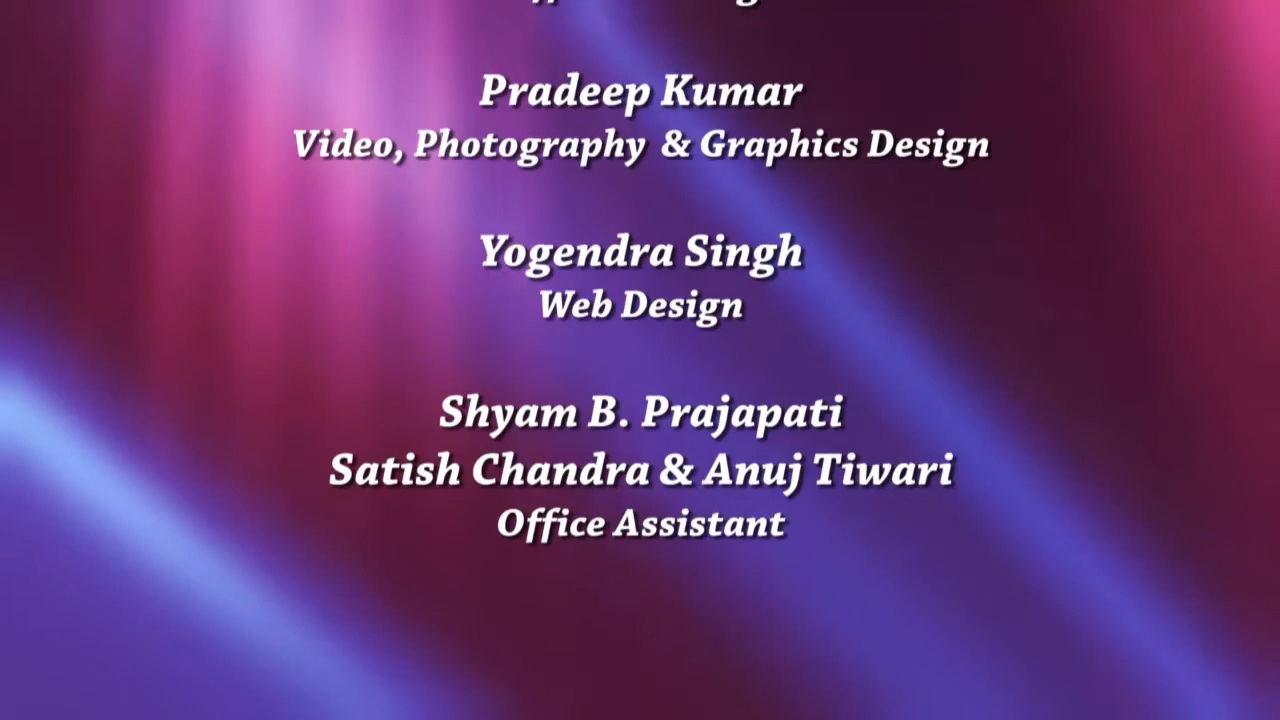 Pradeep Kumar
Video, Photography & Graphics Design
Yogendra Singh
Web Design
Shyam B. Prajapati
Satish Chandra & Anuj Tiwari
Office Assistant